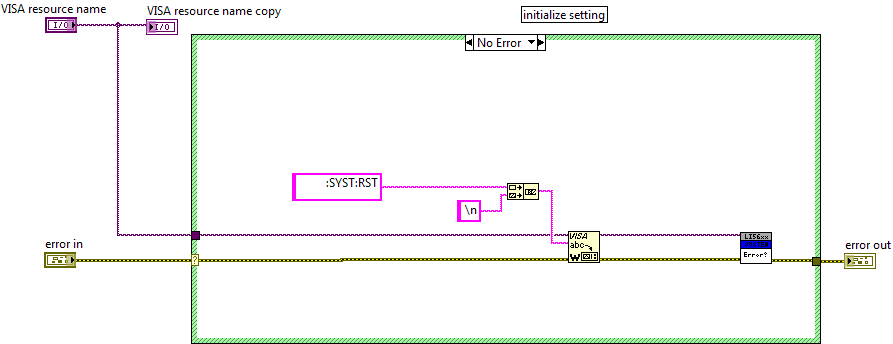 VISA resource name
VISA resource name copy
initialize setting
I/O
I/O
No Error
:SYST:RST
\n
VISA
abc
W
LIS6xx
Error?
error in
error out
?